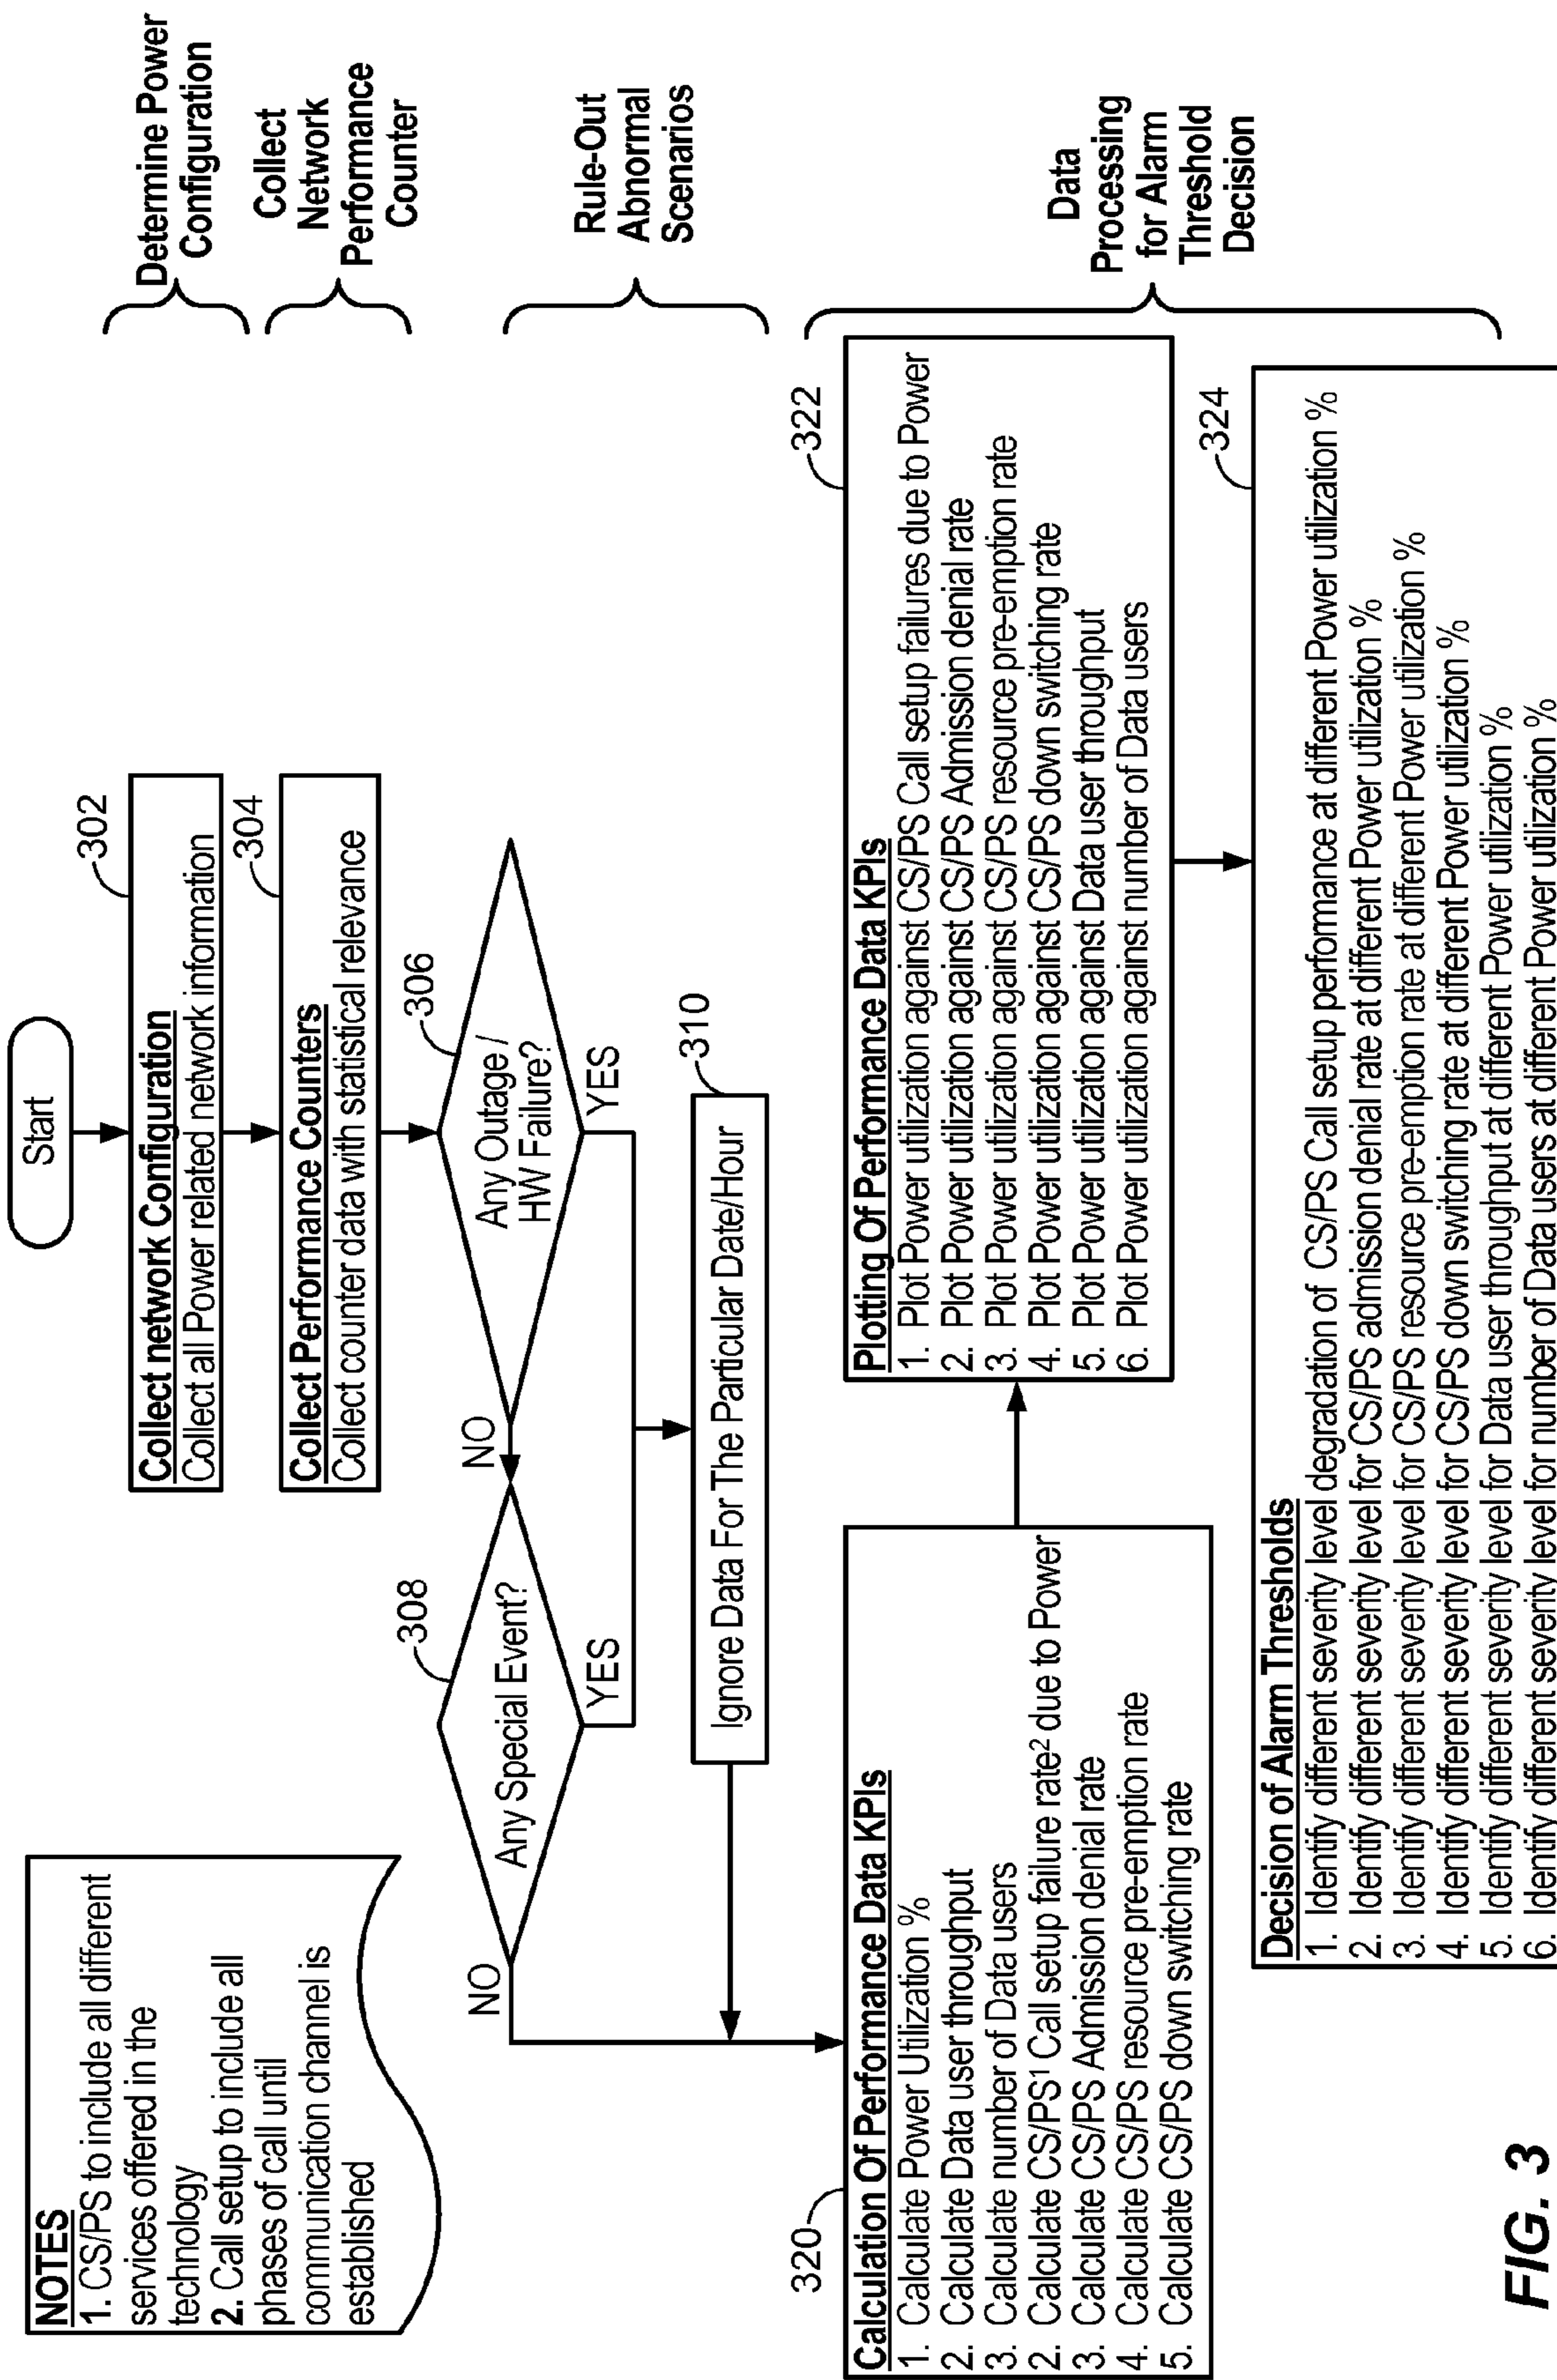 Start
NOTES
1. CS/PS to include all different
services offered in the
technology
2. Call setup to include all
phases of call until
communication channel is
established
302
Collect network Configuration
Collect all Power related network information
Determine Power
Configuration
304
Collect Performance Counters
Collect counter data with statistical relevance
Collect
Network
Performance
Counter
306
Any Outage /
HW Failure?
NO
YES
308
Any Special Event?
NO
YES
310
Ignore Data For The Particular Date/Hour
Rule-Out
Abnormal
Scenarios
320
Calculation Of Performance Data KPIs
1. Calculate Power Utilization %
2. Calculate Data user throughput
3. Calculate number of Data users
2. Calculate CS/PS¹ Call setup failure rate² due to Power
3. Calculate CS/PS Admission denial rate
4. Calculate CS/PS resource pre-emption rate
5. Calculate CS/PS down switching rate
322
Plotting Of Performance Data KPIs
1. Plot Power utilization against CS/PS Call setup failures due to Power
2. Plot Power utilization against CS/PS Admission denial rate
3. Plot Power utilization against CS/PS resource pre-emption rate
4. Plot Power utilization against CS/PS down switching rate
5. Plot Power utilization against Data user throughput
6. Plot Power utilization against number of Data users
Data
Processing
for Alarm
Threshold
Decision
324
Decision of Alarm Thresholds
1. Identify different severity level degradation of CS/PS Call setup performance at different Power utilization %
2. Identify different severity level for CS/PS admission denial rate at different Power utilization %
3. Identify different severity level for CS/PS resource pre-emption rate at different Power utilization %
4. Identify different severity level for CS/PS down switching rate at different Power utilization %
5. Identify different severity level for Data user throughput at different Power utilization %
6. Identify different severity level for number of Data users at different Power utilization %
FIG. 3